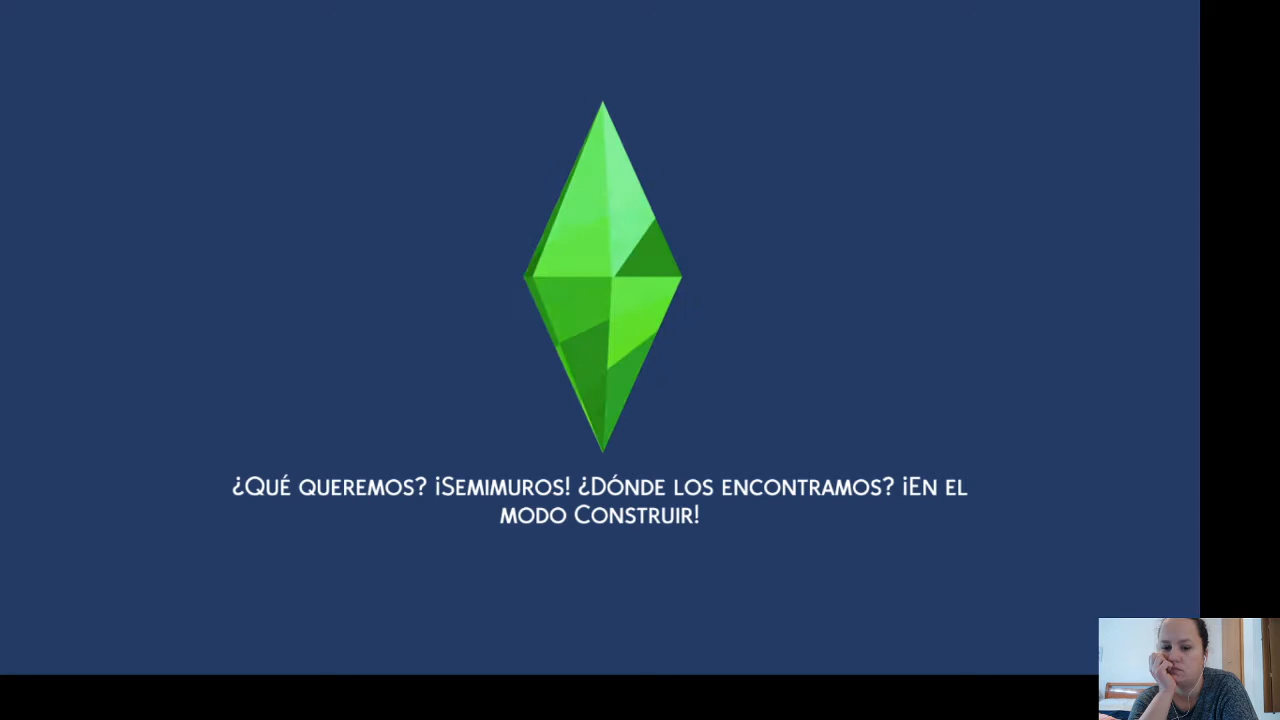 ¿Qué queremos? ¡Semimuros! ¿Dónde los encontramos? ¡En el
modo Construir!